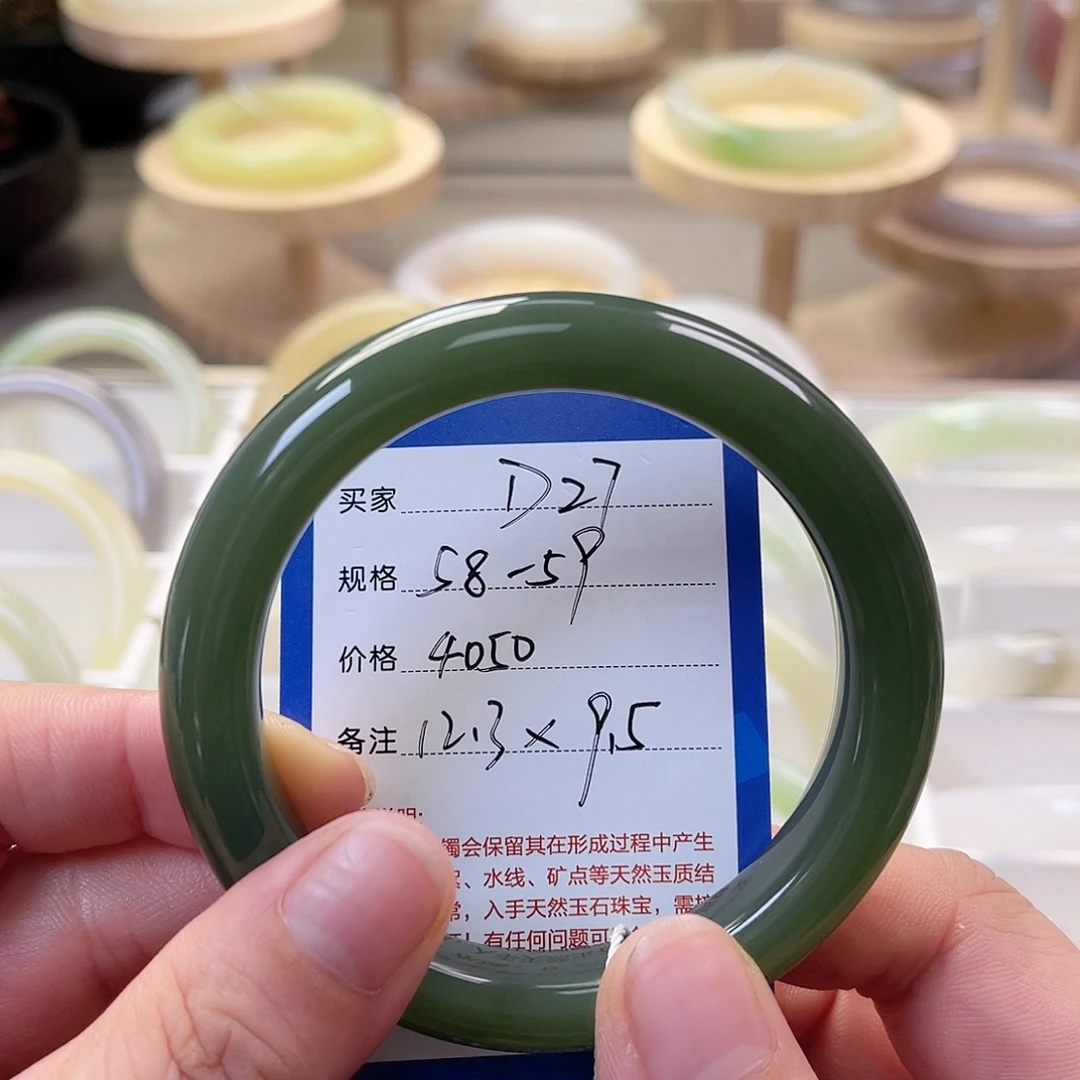 买家 D27
规格 58-59
价格 4050
备注 12.3×9.5
明:
镯会保留其在形成过程中产生
、水线、矿点等天然玉质结
常，入手天然玉石珠宝，需
！有任何问题可